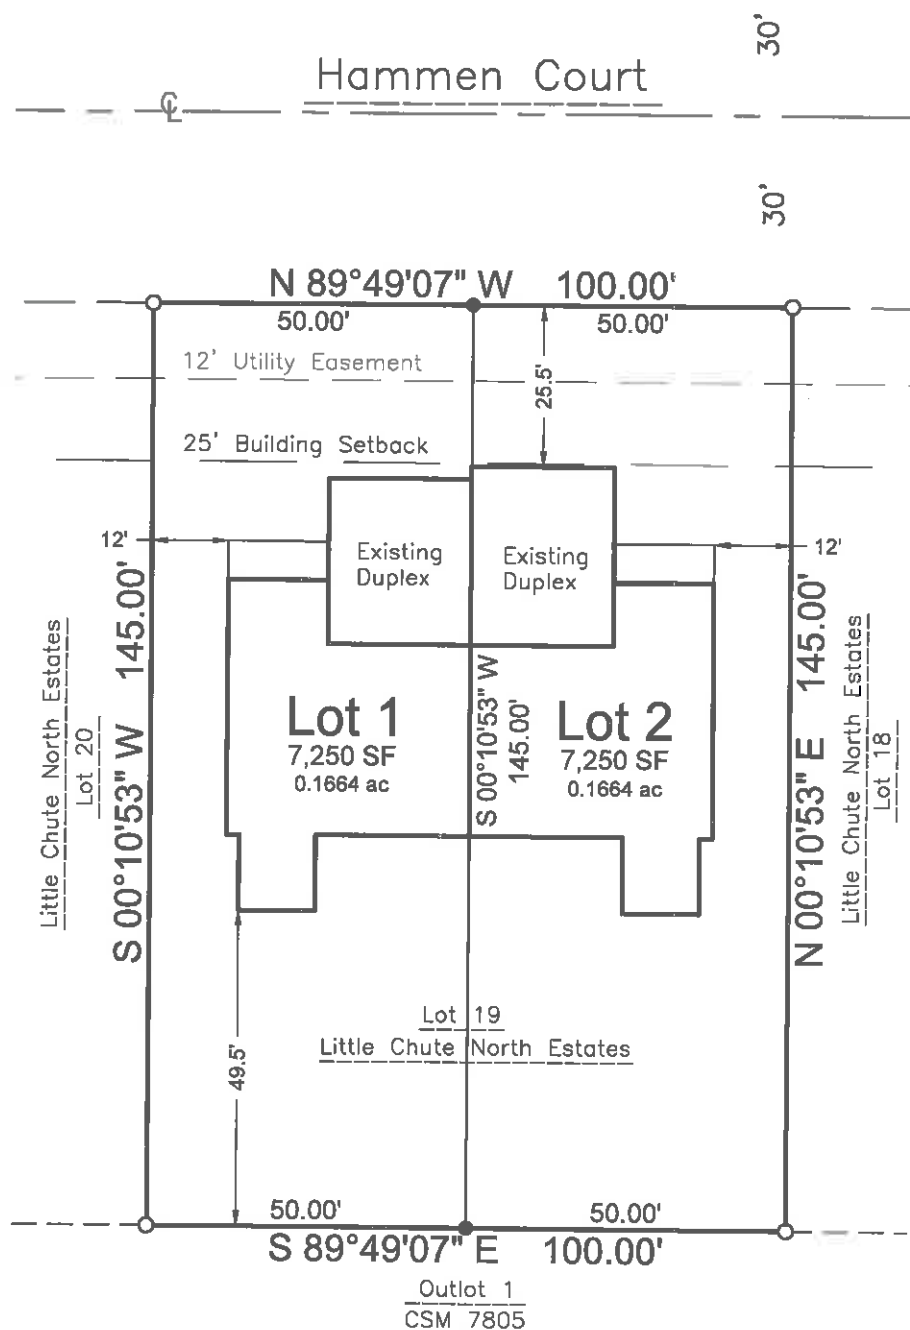 30'
Hammen Court
CL
30'
N 89°49'07" W 100.00'
50.00' 50.00'
12' Utility Easement
25.5'
25' Building Setback
12' 12'
Existing
Duplex
Existing
Duplex
S 00°10'53" W 145.00'
Little Chute North Estates
Lot 20
Lot 1
7,250 SF
0.1664 ac
S 00°10'53" W
145.00'
Lot 2
7,250 SF
0.1664 ac
N 00°10'53" E 145.00'
Little Chute North Estates
Lot 18
Lot 19
Little Chute North Estates
49.5'
50.00' 50.00'
S 89°49'07" E 100.00'
Outlot 1
CSM 7805